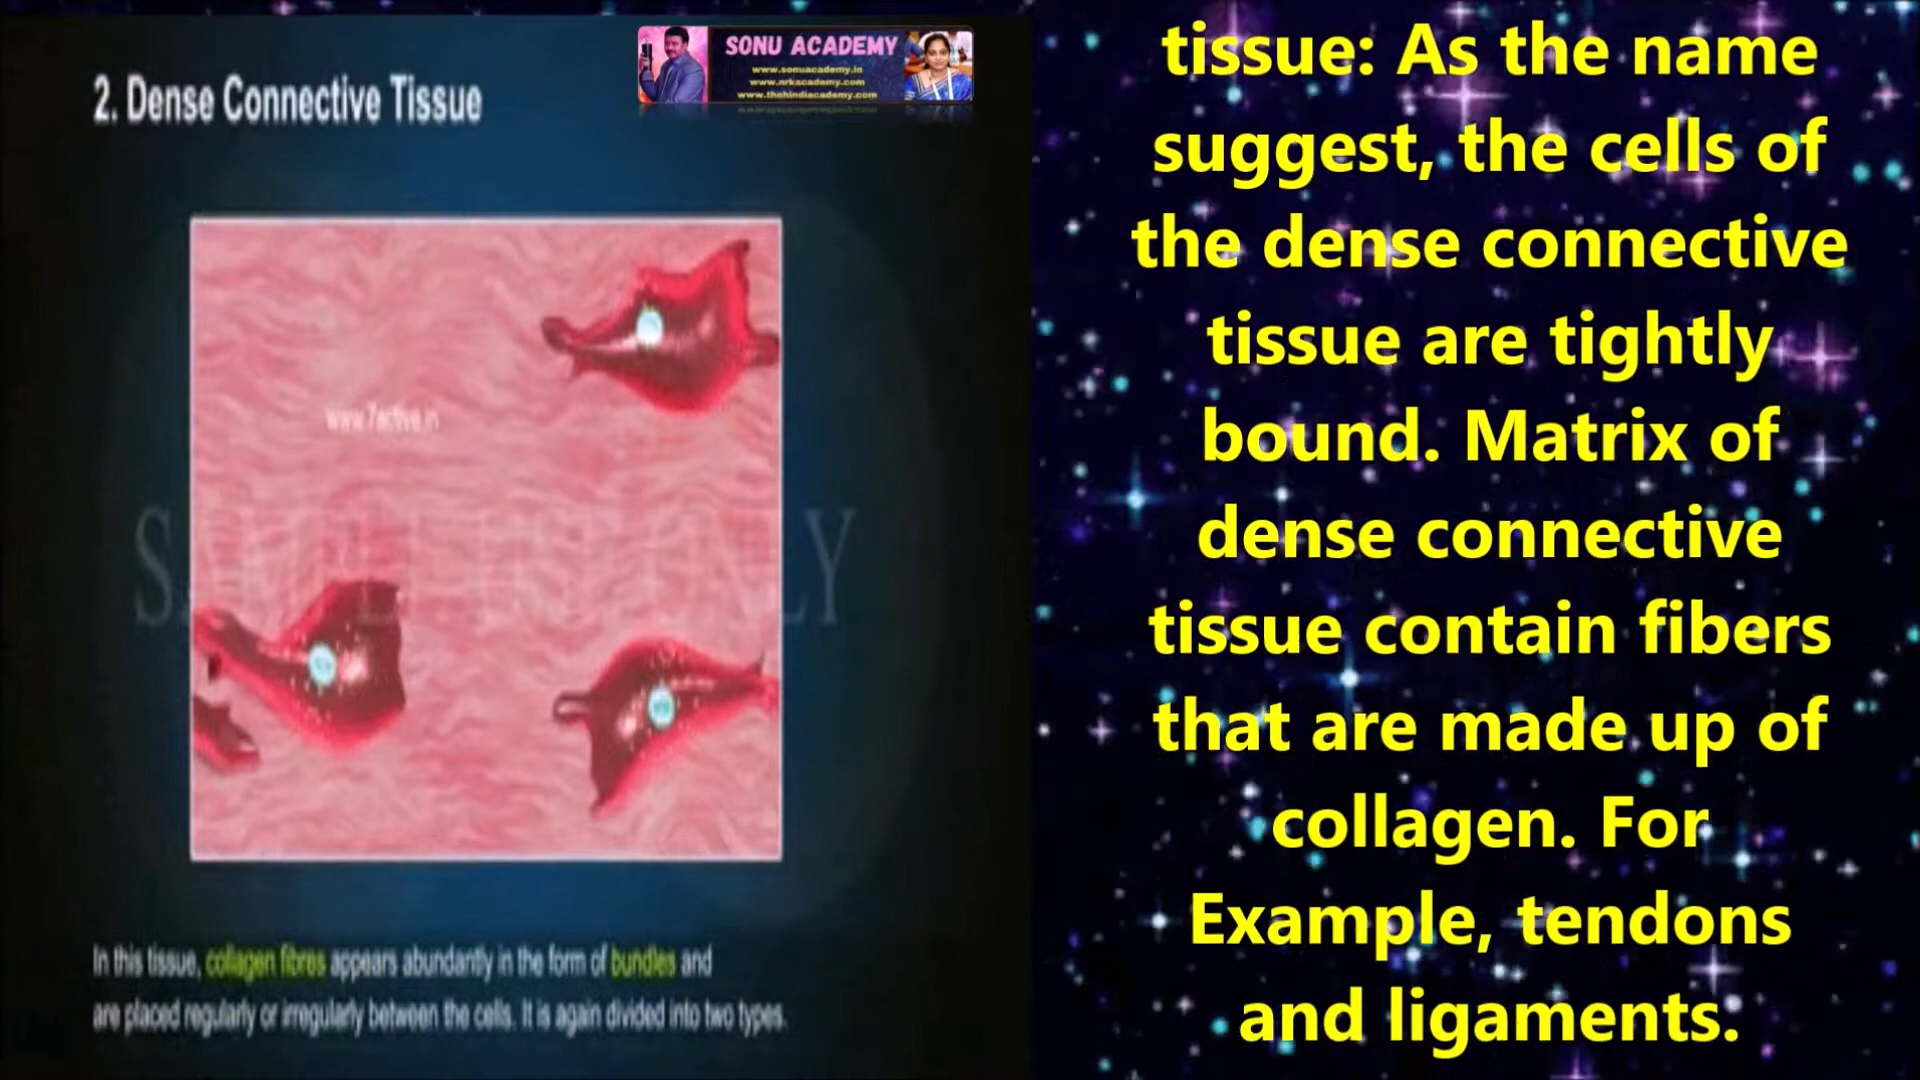 2. Dense Connective Tissue
SONU ACADEMY
www.sonuacademy.in
www.nrkacademy.com
www.thehindiacademy.com
www.7active.in
SAMPLE USE ONLY
In this tissue, collagen fibres appears abundantly in the form of bundles and
are placed regularly or irregularly between the cells. It is again divided into two types.
tissue: As the name
suggest, the cells of
the dense connective
tissue are tightly
bound. Matrix of
dense connective
tissue contain fibers
that are made up of
collagen. For
Example, tendons
and ligaments.